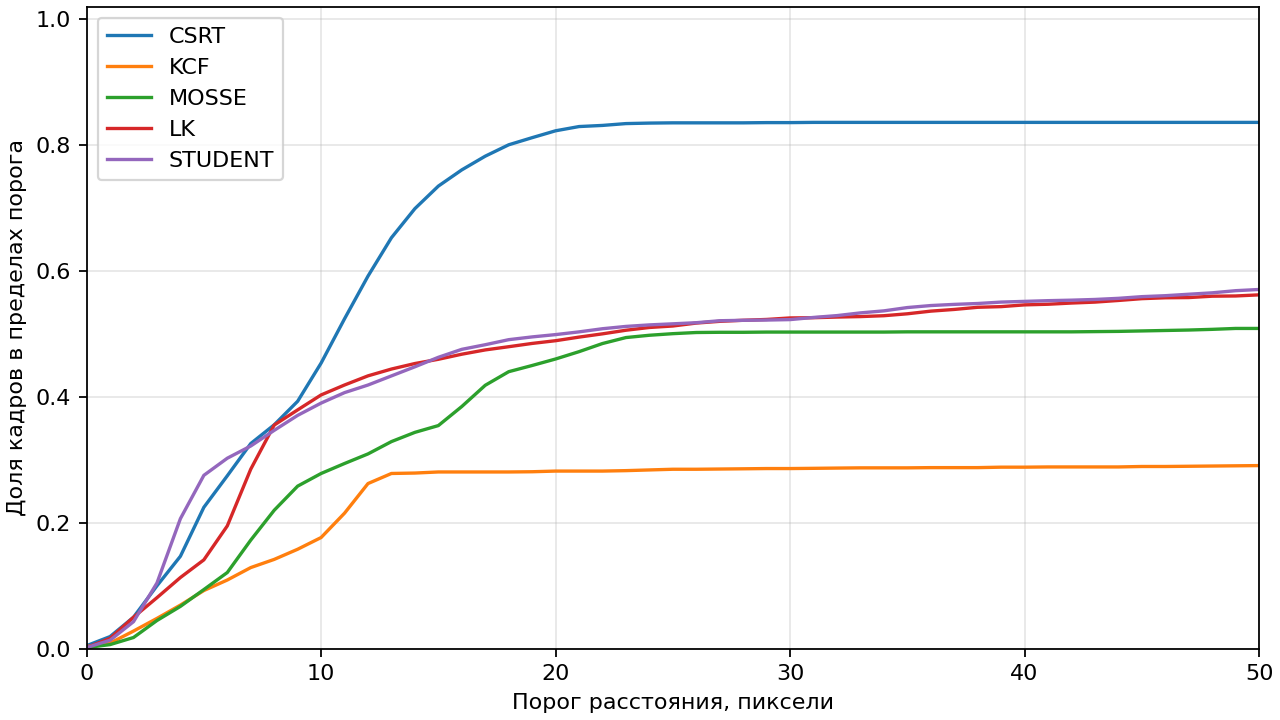 CSRT
KCF
MOSSE
LK
STUDENT
Доля кадров в пределах порога
1.0
0.8
0.6
0.4
0.2
0.0
0 10 20 30 40 50
Порог расстояния, пиксели